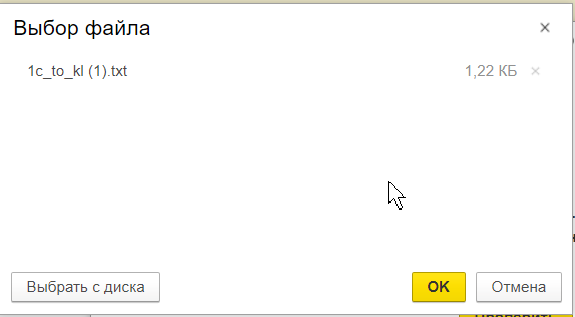 Выбор файла
1c_to_kl (1).txt 1,22 КБ
Выбрать с диска OK Отмена